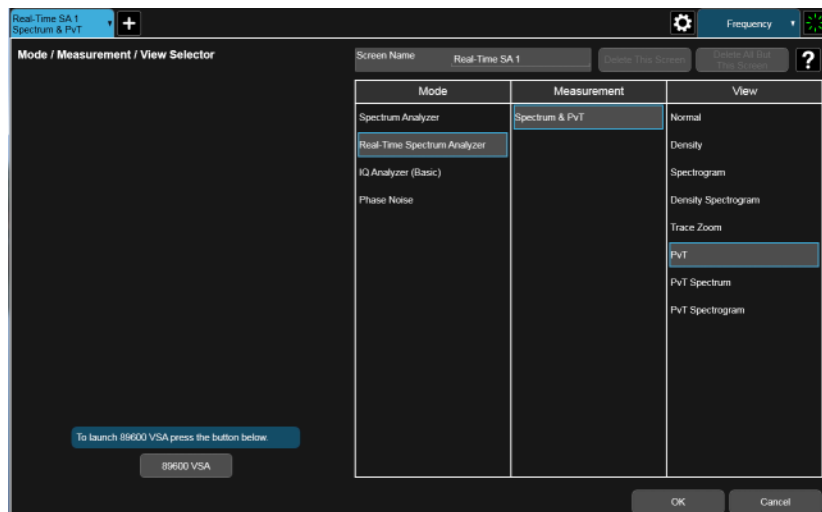 Real-Time SA 1
Spectrum & PvT
Frequency
Mode / Measurement / View Selector
Screen Name
Real-Time SA 1
Delete This Screen
Delete All But
This Screen
?
Mode
Measurement
View
Spectrum Analyzer
Spectrum & PvT
Normal
Real-Time Spectrum Analyzer
Density
IQ Analyzer (Basic)
Spectrogram
Phase Noise
Density Spectrogram
Trace Zoom
PvT
PvT Spectrum
PvT Spectrogram
To launch 89600 VSA press the button below.
89600 VSA
OK
Cancel